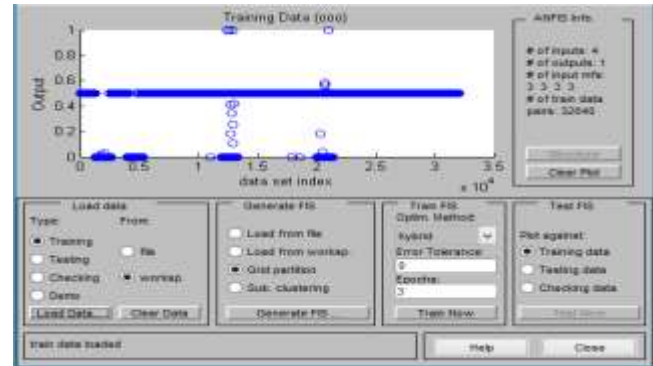 Training Data (ooo)
Output
1
0.8
0.6
0.4
0.2
0
0 0.5 1 1.5 2 2.5 3 3.5
data set index
x 10^4
ANFIS Info.
# of inputs: 4
# of outputs: 1
# of input mfs:
3 3 3 3
# of train data
pairs: 32045
Structure
Clear Plot
Load data
Type: From:
Training
Testing
Checking
Demo
file
worksp.
Load Data... Clear Data
Generate FIS
Load from file
Load from worksp.
Grid partition
Sub. clustering
Generate FIS ...
Train FIS
Optim. Method:
hybrid
Error Tolerance:
0
Epochs:
3
Train Now
Test FIS
Plot against:
Training data
Testing data
Checking data
Test Now
train data loaded
Help Close